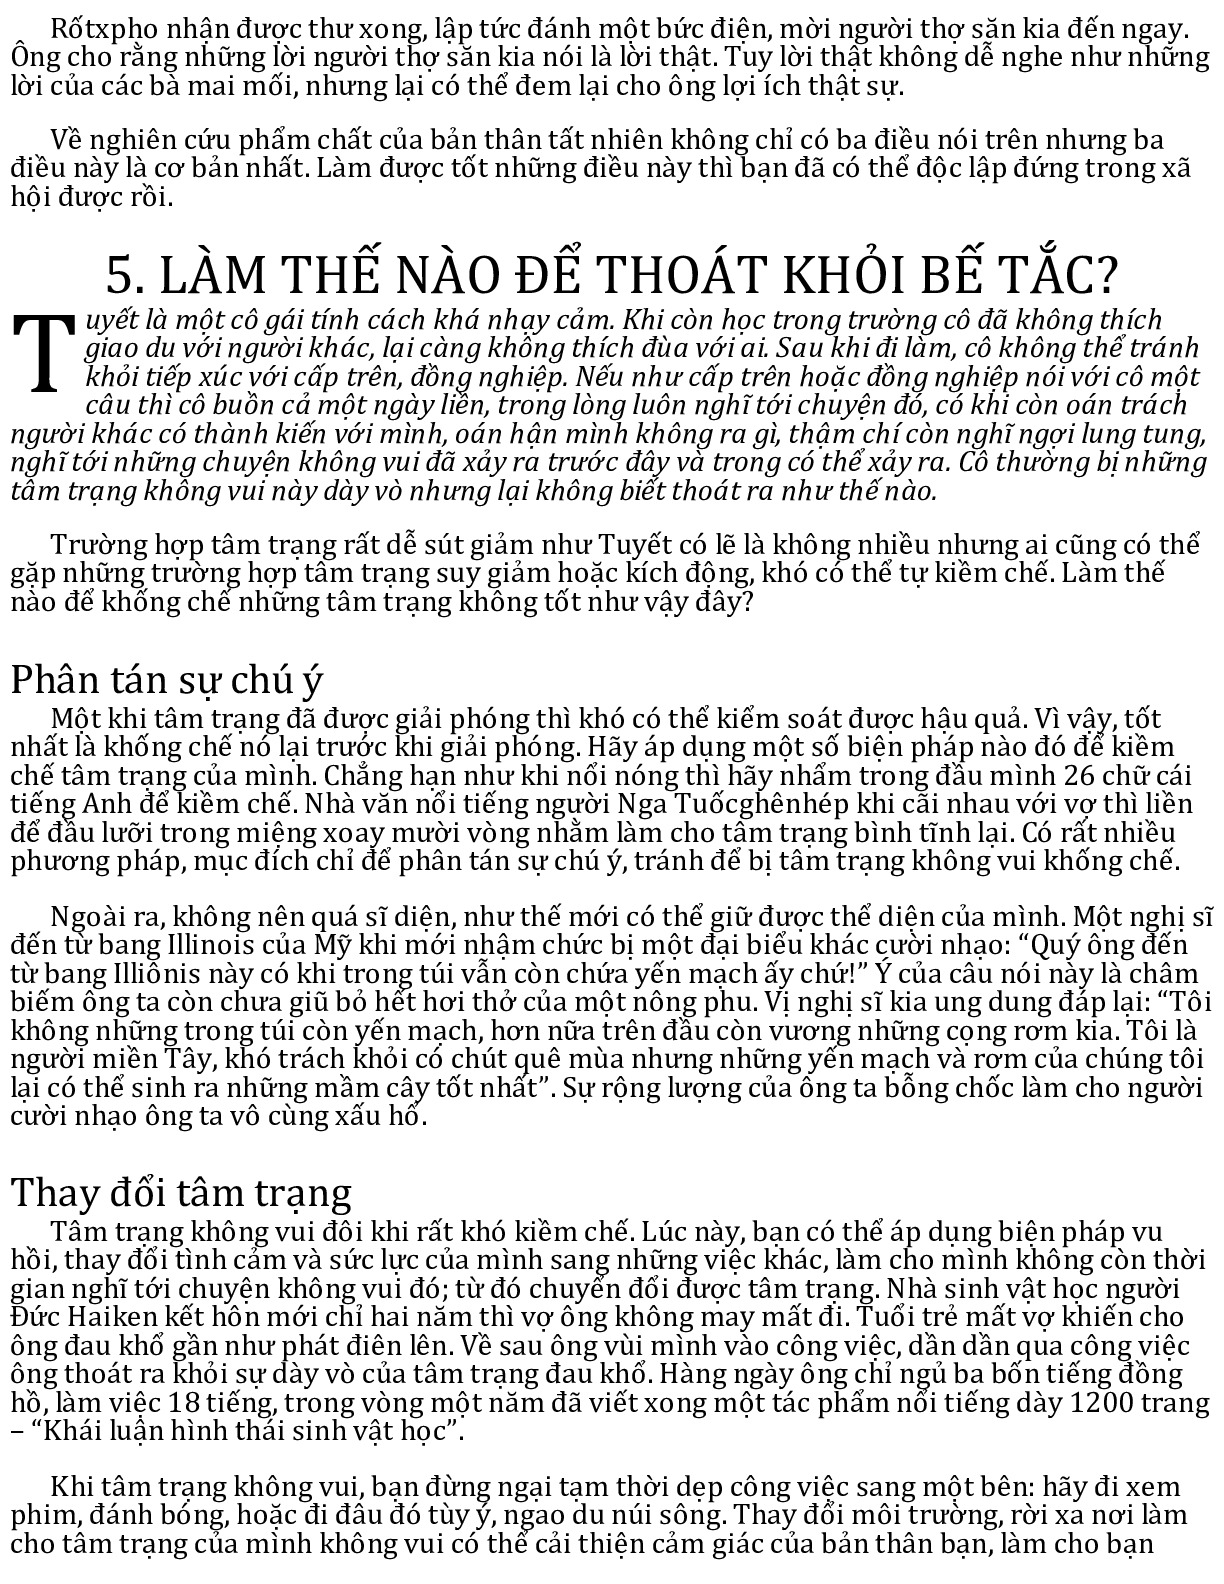 Rốtxpho nhận được thư xong, lập tức đánh một bức điện, mời người thợ săn kia đến ngay.
Ông cho rằng những lời người thợ săn kia nói là lời thật. Tuy lời thật không dễ nghe như những
lời của các bà mai mối, nhưng lại có thể đem lại cho ông lợi ích thật sự.
Về nghiên cứu phẩm chất của bản thân tất nhiên không chỉ có ba điều nói trên nhưng ba
điều này là cơ bản nhất. Làm được tốt những điều này thì bạn đã có thể độc lập đứng trong xã
hội được rồi.
5. LÀM THẾ NÀO ĐỂ THOÁT KHỎI BẾ TẮC?
Tuyết là một cô gái tính cách khá nhạy cảm. Khi còn học trong trường cô đã không thích
giao du với người khác, lại càng không thích đùa với ai. Sau khi đi làm, cô không thể tránh
khỏi tiếp xúc với cấp trên, đồng nghiệp. Nếu như cấp trên hoặc đồng nghiệp nói với cô một
câu thì cô buồn cả một ngày liền, trong lòng luôn nghĩ tới chuyện đó, có khi còn oán trách
người khác có thành kiến với mình, oán hận mình không ra gì, thậm chí còn nghĩ ngợi lung tung,
nghĩ tới những chuyện không vui đã xảy ra trước đây và trong có thể xảy ra. Cô thường bị những
tâm trạng không vui này dày vò nhưng lại không biết thoát ra như thế nào.
Trường hợp tâm trạng rất dễ sút giảm như Tuyết có lẽ là không nhiều nhưng ai cũng có thể
gặp những trường hợp tâm trạng suy giảm hoặc kích động, khó có thể tự kiềm chế. Làm thế
nào để khống chế những tâm trạng không tốt như vậy đây?
Phân tán sự chú ý
Một khi tâm trạng đã được giải phóng thì khó có thể kiểm soát được hậu quả. Vì vậy, tốt
nhất là khống chế nó lại trước khi giải phóng. Hãy áp dụng một số biện pháp nào đó để kiềm
chế tâm trạng của mình. Chẳng hạn như khi nổi nóng thì hãy nhẩm trong đầu mình 26 chữ cái
tiếng Anh để kiềm chế. Nhà văn nổi tiếng người Nga Tuốcghênhép khi cãi nhau với vợ thì liền
để đầu lưỡi trong miệng xoay mười vòng nhằm làm cho tâm trạng bình tĩnh lại. Có rất nhiều
phương pháp, mục đích chỉ để phân tán sự chú ý, tránh để bị tâm trạng không vui khống chế.
Ngoài ra, không nên quá sĩ diện, như thế mới có thể giữ được thể diện của mình. Một nghị sĩ
đến từ bang Illinois của Mỹ khi mới nhậm chức bị một đại biểu khác cười nhạo: “Quý ông đến
từ bang Illiônis này có khi trong túi vẫn còn chứa yến mạch ấy chứ!” Ý của câu nói này là châm
biếm ông ta còn chưa giũ bỏ hết hơi thở của một nông phu. Vị nghị sĩ kia ung dung đáp lại: “Tôi
không những trong túi còn yến mạch, hơn nữa trên đầu còn vương những cọng rơm kia. Tôi là
người miền Tây, khó trách khỏi có chút quê mùa nhưng những yến mạch và rơm của chúng tôi
lại có thể sinh ra những mầm cây tốt nhất”. Sự rộng lượng của ông ta bỗng chốc làm cho người
cười nhạo ông ta vô cùng xấu hổ.
Thay đổi tâm trạng
Tâm trạng không vui đôi khi rất khó kiềm chế. Lúc này, bạn có thể áp dụng biện pháp vu
hồi, thay đổi tình cảm và sức lực của mình sang những việc khác, làm cho mình không còn thời
gian nghĩ tới chuyện không vui đó; từ đó chuyển đổi được tâm trạng. Nhà sinh vật học người
Đức Haiken kết hôn mới chỉ hai năm thì vợ ông không may mất đi. Tuổi trẻ mất vợ khiến cho
ông đau khổ gần như phát điên lên. Về sau ông vùi mình vào công việc, dần dần qua công việc
ông thoát ra khỏi sự dày vò của tâm trạng đau khổ. Hàng ngày ông chỉ ngủ ba bốn tiếng đồng
hồ, làm việc 18 tiếng, trong vòng một năm đã viết xong một tác phẩm nổi tiếng dày 1200 trang
– “Khái luận hình thái sinh vật học”.
Khi tâm trạng không vui, bạn đừng ngại tạm thời dẹp công việc sang một bên: hãy đi xem
phim, đánh bóng, hoặc đi đâu đó tùy ý, ngao du núi sông. Thay đổi môi trường, rời xa nơi làm
cho tâm trạng của mình không vui có thể cải thiện cảm giác của bản thân bạn, làm cho bạn